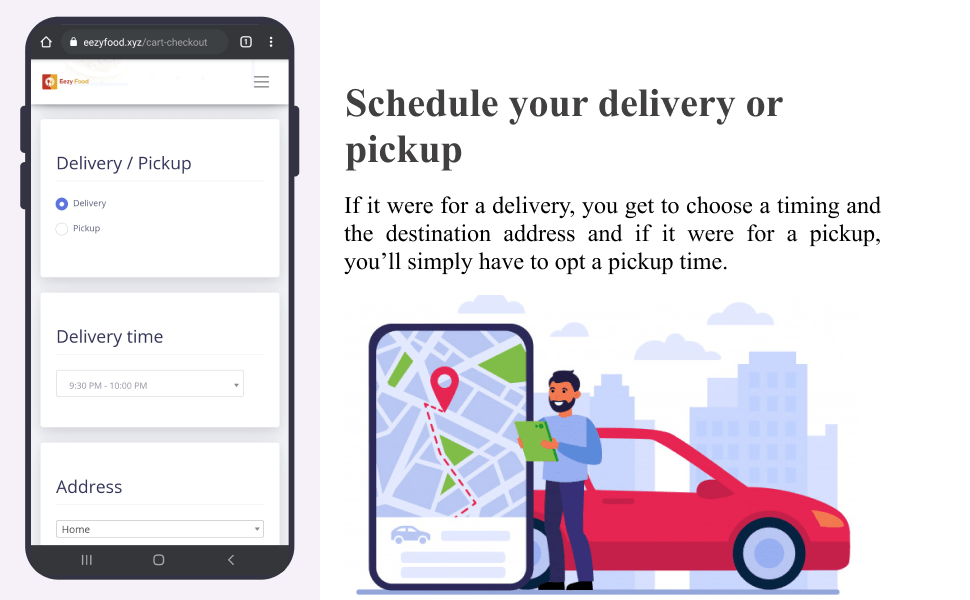 eezyfood.xyz/cart-checkout
1
Eezy Food
Delivery / Pickup
Delivery
Pickup
Delivery time
9:30 PM - 10:00 PM
Address
Home
Schedule your delivery or
pickup
If it were for a delivery, you get to choose a timing and
the destination address and if it were for a pickup,
you’ll simply have to opt a pickup time.